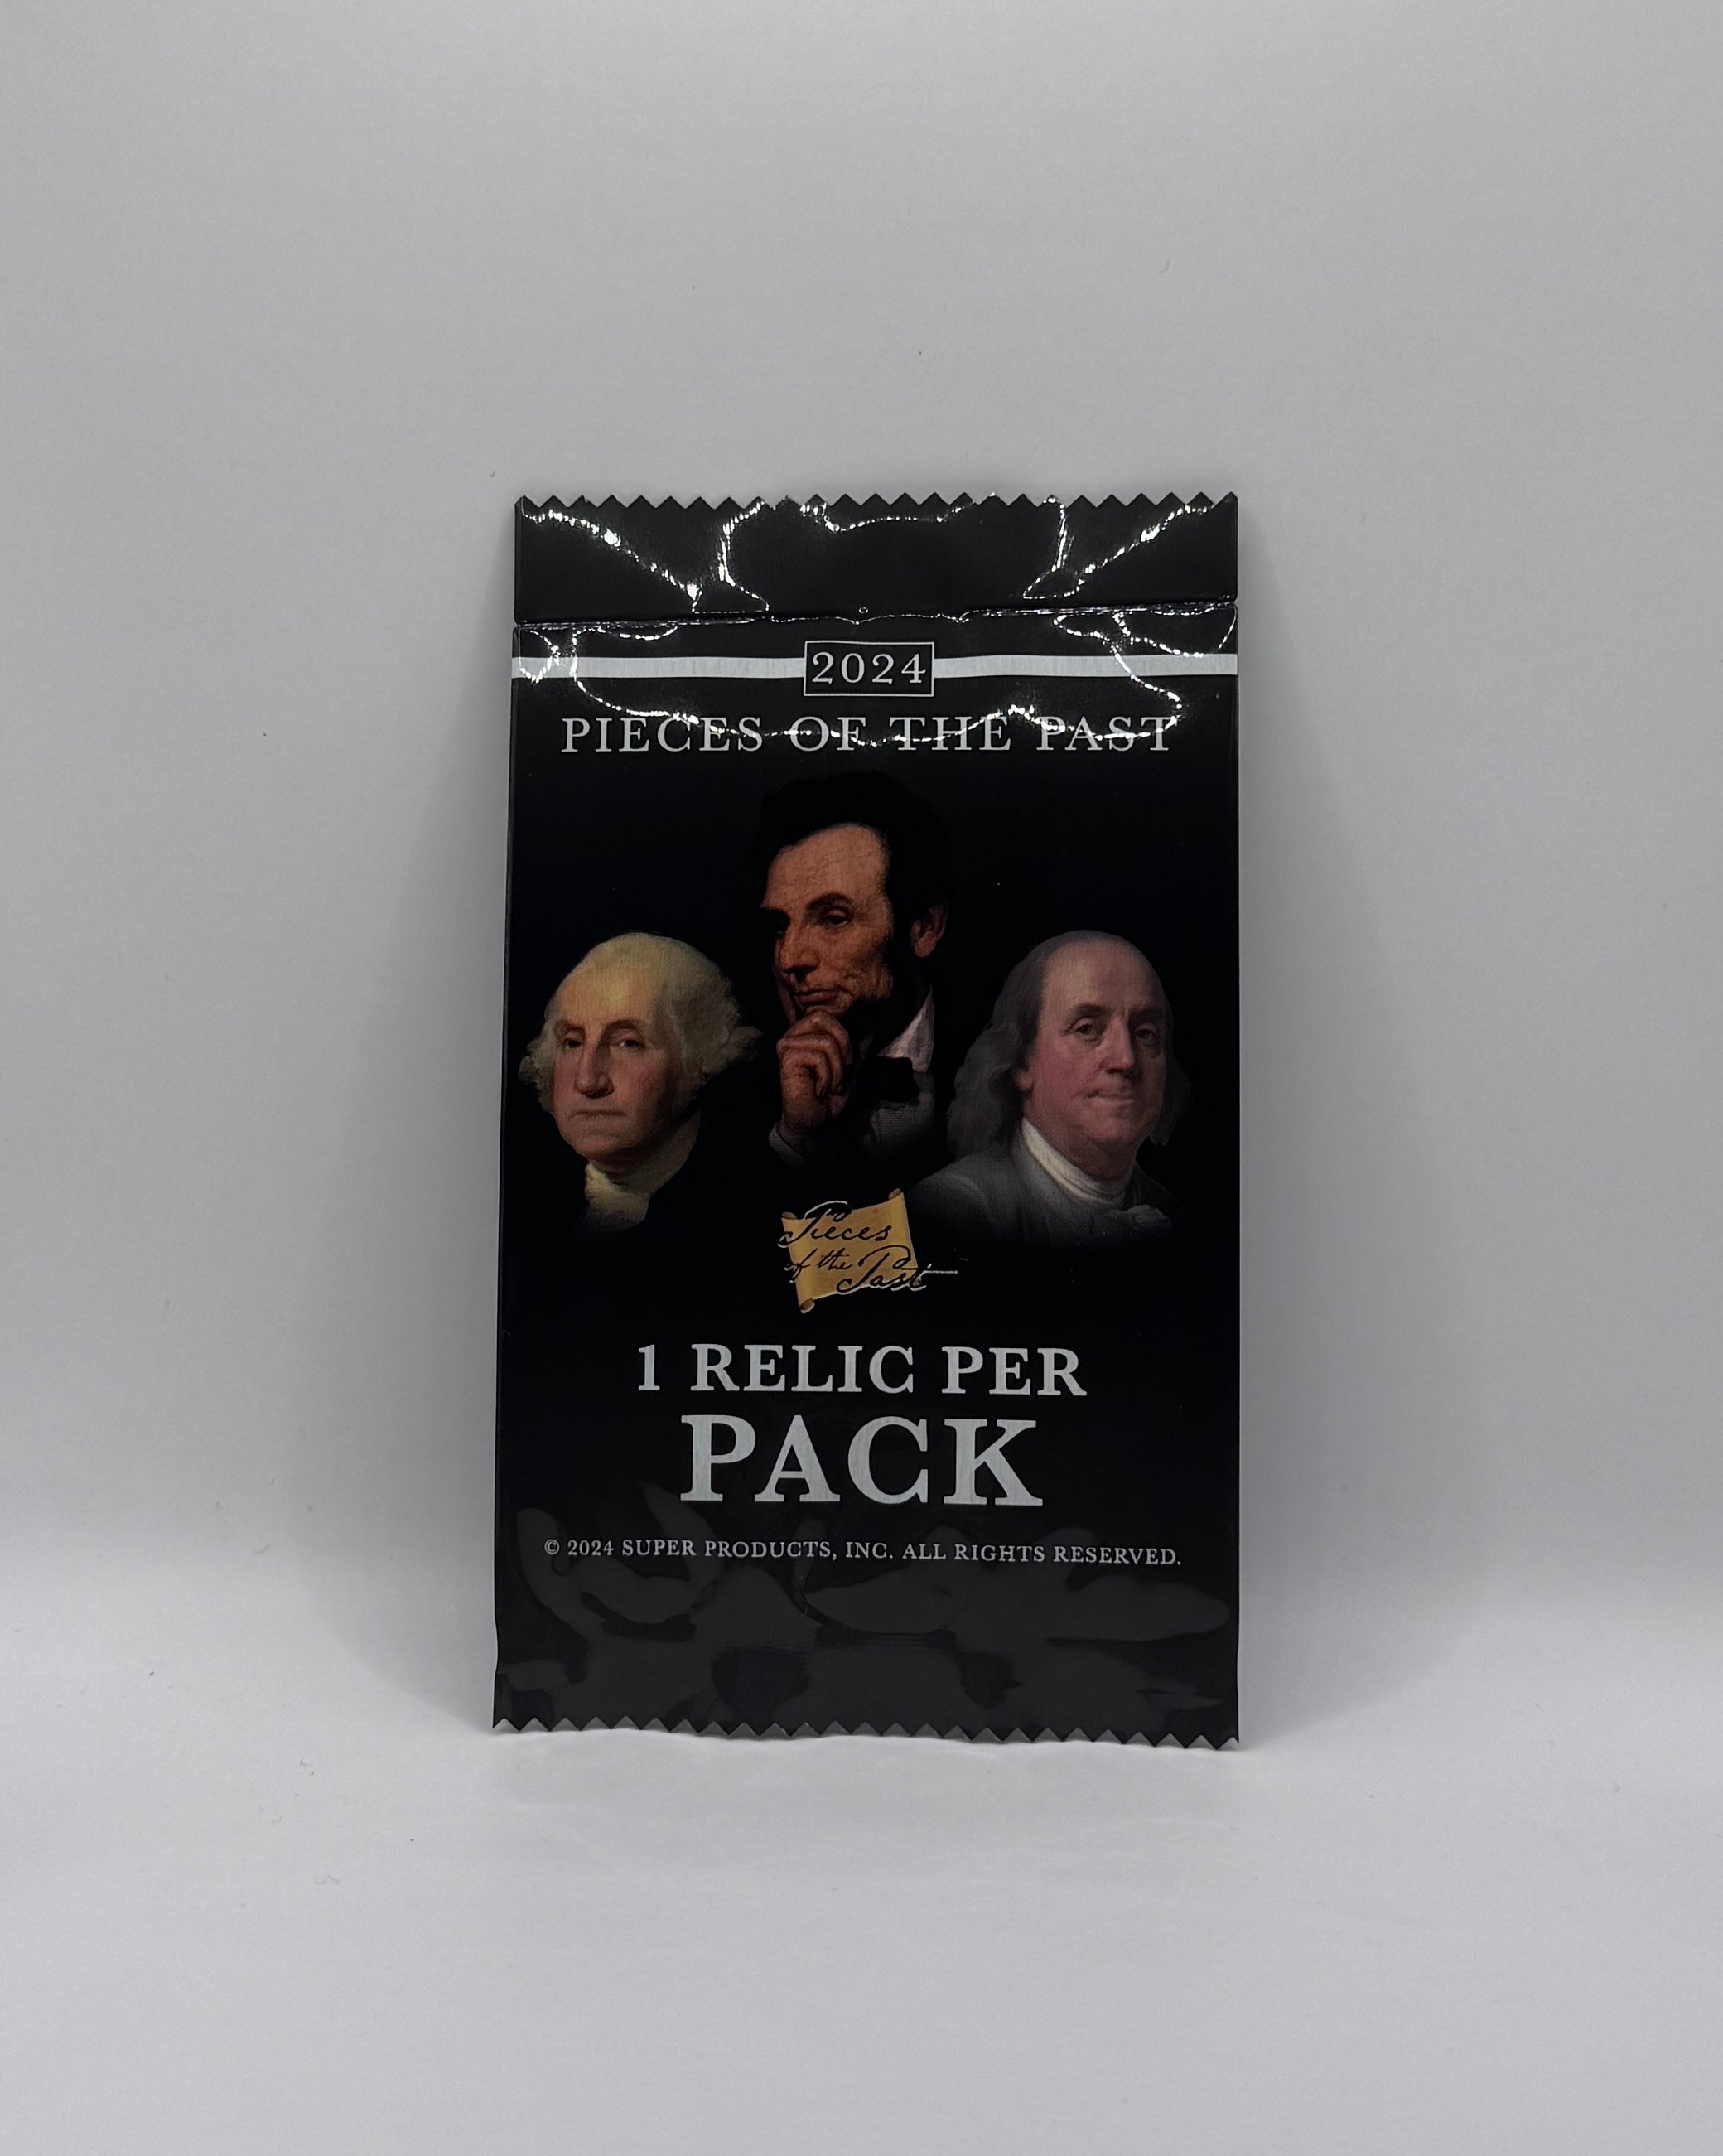 2024
PIECES OF THE PAST
Pieces
of the Past
1 RELIC PER
PACK
© 2024 SUPER PRODUCTS, INC. ALL RIGHTS RESERVED.